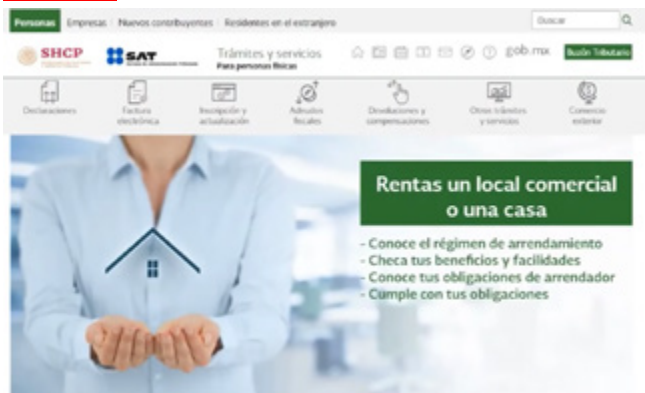 Personas Empresas Nuevos contribuyentes Residentes en el extranjero Buscar
SHCP SAT Trámites y servicios gob.mx Buzón Tributario
Para personas físicas
Declaraciones Factura electrónica Inscripción y actualización Adeudos fiscales Devoluciones y compensaciones Otros trámites y servicios Comercio exterior
Rentas un local comercial
o una casa
- Conoce el régimen de arrendamiento
- Checa tus beneficios y facilidades
- Conoce tus obligaciones de arrendador
- Cumple con tus obligaciones